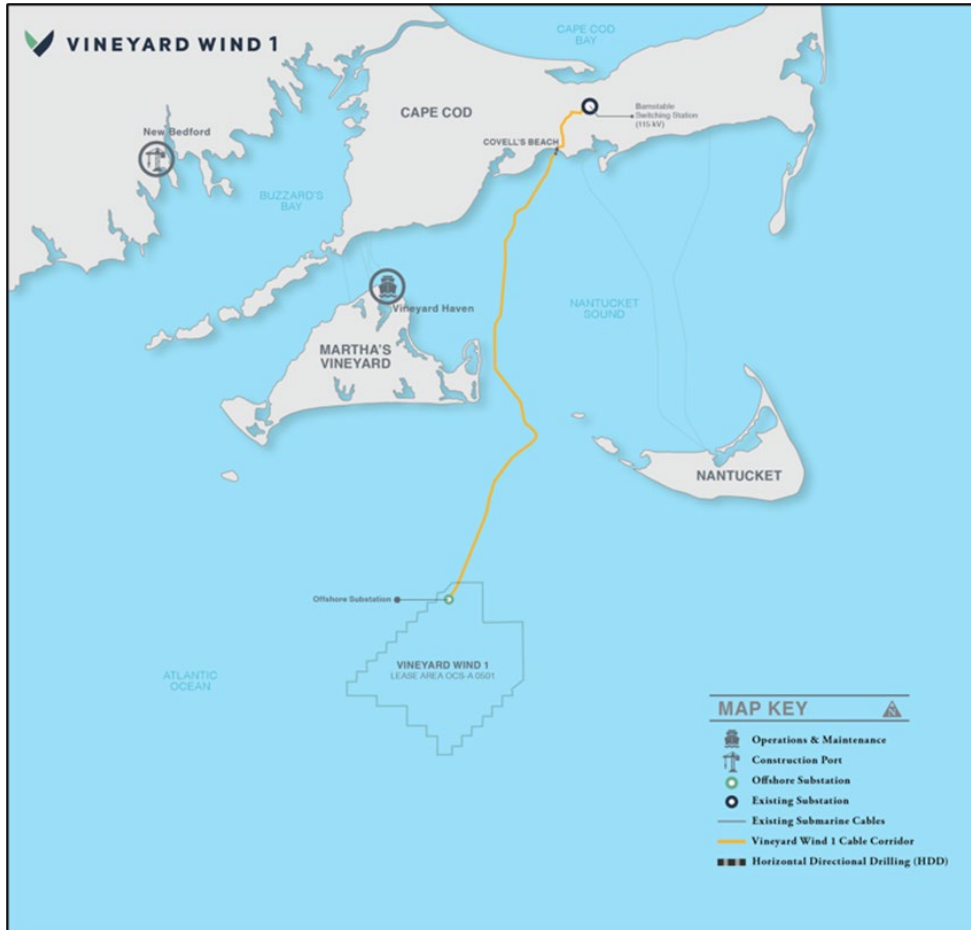 VINEYARD WIND 1
CAPE COD
BAY
CAPE COD
Barnstable
Switching Station
(115 kV)
New Bedford
COVELL'S BEACH
BUZZARD'S
BAY
Vineyard Haven
NANTUCKET
SOUND
MARTHA'S
VINEYARD
NANTUCKET
Offshore Substation
VINEYARD WIND 1
LEASE AREA OCS-A 0501
ATLANTIC
OCEAN
MAP KEY
N
Operations & Maintenance
Construction Port
Offshore Substation
Existing Substation
Existing Submarine Cables
Vineyard Wind 1 Cable Corridor
Horizontal Directional Drilling (HDD)